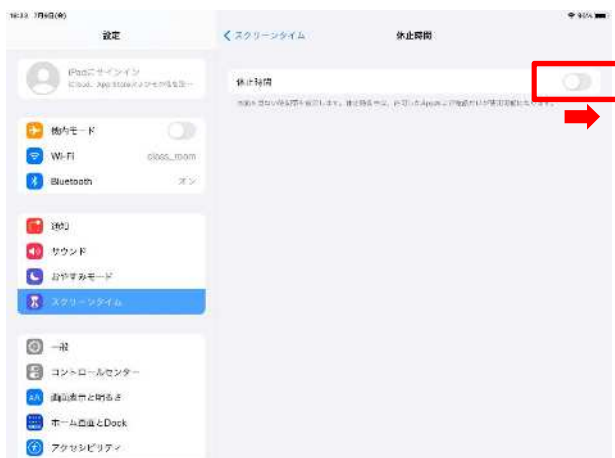 設定
スクリーンタイム
休止時間
iPadにサインイン
休止時間
機内モード
Wi-Fi class_room
Bluetooth オン
通知
サウンド
おやすみモード
スクリーンタイム
一般
コントロールセンター
画面表示と明るさ
ホーム画面とDock
アクセシビリティ